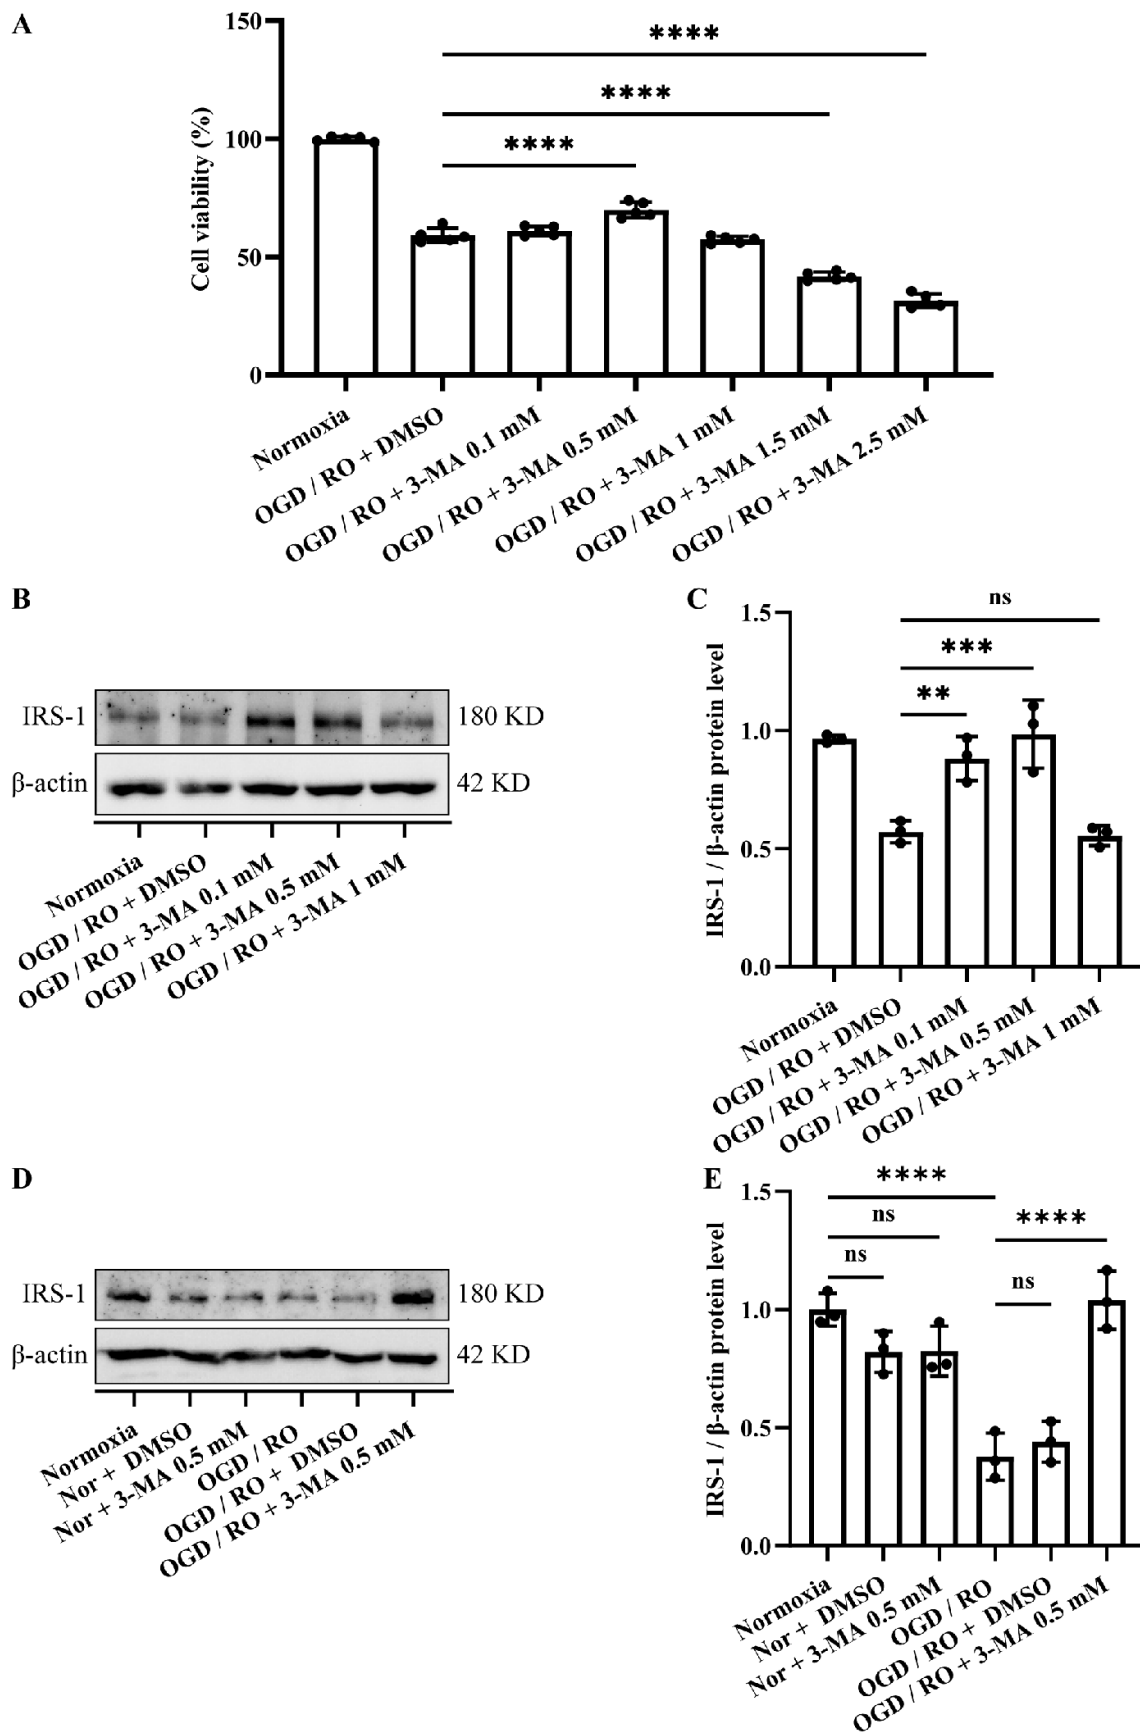 A
150
100
50
0
Cell viability (%)
****
****
****
Normoxia
OGD / RO + DMSO
OGD / RO + 3-MA 0.1 mM
OGD / RO + 3-MA 0.5 mM
OGD / RO + 3-MA 1 mM
OGD / RO + 3-MA 1.5 mM
OGD / RO + 3-MA 2.5 mM
B
IRS-1
180 KD
β-actin
42 KD
Normoxia
OGD / RO + DMSO
OGD / RO + 3-MA 0.1 mM
OGD / RO + 3-MA 0.5 mM
OGD / RO + 3-MA 1 mM
C
1.5
1.0
0.5
0.0
IRS-1 / β-actin protein level
ns
***
**
Normoxia
OGD / RO + DMSO
OGD / RO + 3-MA 0.1 mM
OGD / RO + 3-MA 0.5 mM
OGD / RO + 3-MA 1 mM
D
IRS-1
180 KD
β-actin
42 KD
Normoxia
Nor + DMSO
Nor + 3-MA 0.5 mM
OGD / RO
OGD / RO + DMSO
OGD / RO + 3-MA 0.5 mM
E
1.5
1.0
0.5
0.0
IRS-1 / β-actin protein level
****
ns
ns
****
ns
Normoxia
Nor + DMSO
Nor + 3-MA 0.5 mM
OGD / RO
OGD / RO + DMSO
OGD / RO + 3-MA 0.5 mM